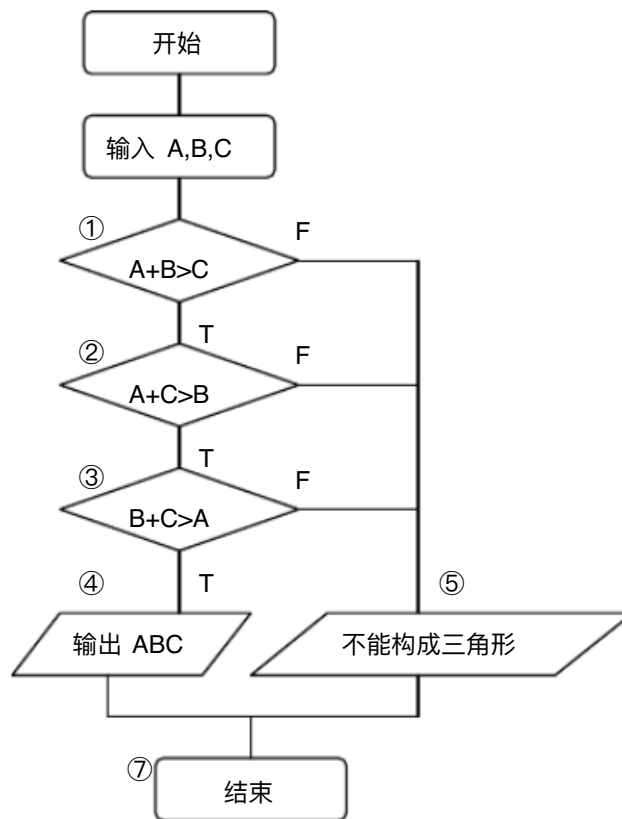 开始
输入 A,B,C
①
F
A+B>C
T
②
F
A+C>B
T
③
F
B+C>A
T
④
⑤
输出 ABC
不能构成三角形
⑦
结束